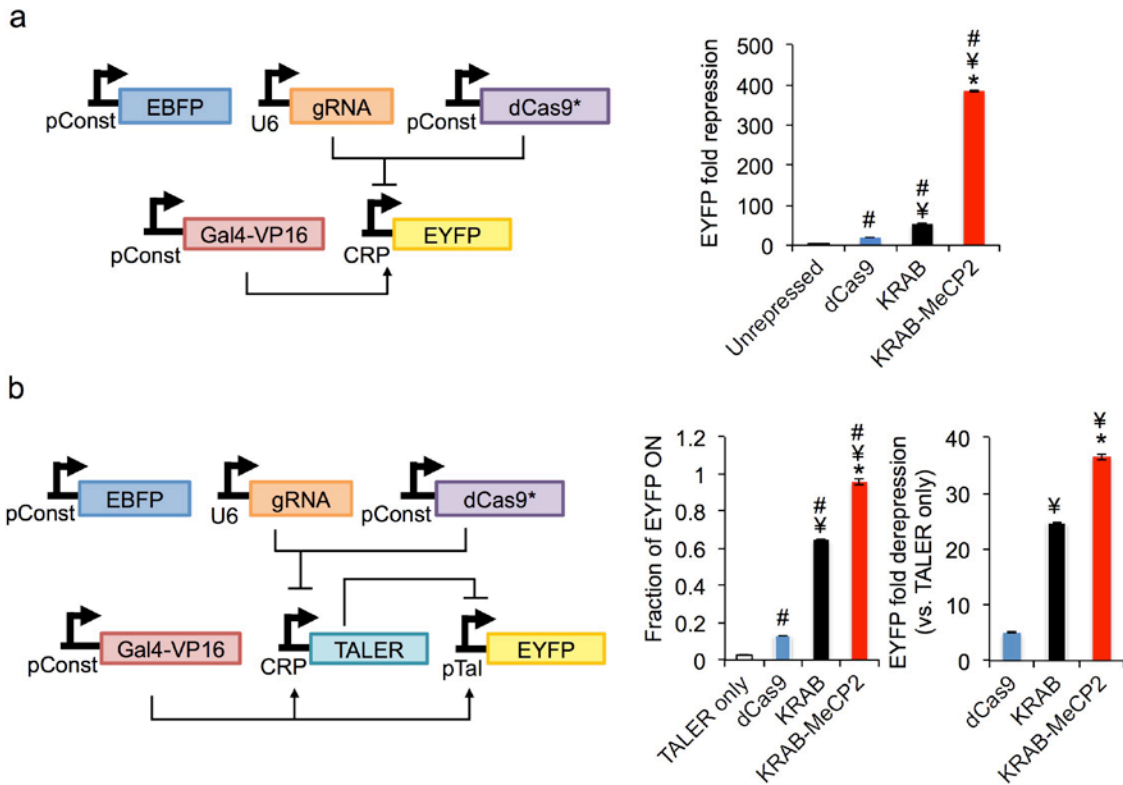 a
pConst
EBFP
U6
gRNA
pConst
dCas9*
pConst
Gal4-VP16
CRP
EYFP
EYFP fold repression
500
400
300
200
100
0
#
#
¥
#
¥
*
Unrepressed
dCas9
KRAB
KRAB-MeCP2
b
pConst
EBFP
U6
gRNA
pConst
dCas9*
pConst
Gal4-VP16
CRP
TALER
pTal
EYFP
Fraction of EYFP ON
1.2
1
0.8
0.6
0.4
0.2
0
#
#
¥
#
¥
*
TALER only
dCas9
KRAB
KRAB-MeCP2
EYFP fold derepression
(vs. TALER only)
40
30
20
10
0
¥
¥
*
dCas9
KRAB
KRAB-MeCP2